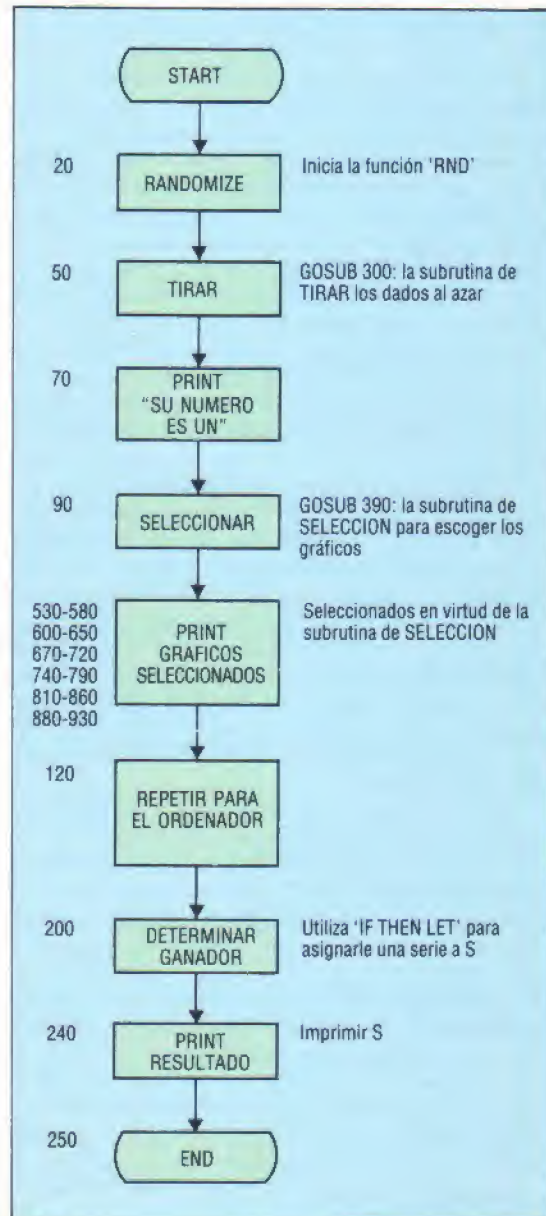 START
20
RANDOMIZE
Inicia la función 'RND'
50
TIRAR
GOSUB 300: la subrutina de
TIRAR los dados al azar
70
PRINT
“SU NUMERO
ES UN”
90
SELECCIONAR
GOSUB 390: la subrutina de
SELECCION para escoger los
gráficos
530-580
600-650
670-720
740-790
810-860
880-930
PRINT
GRAFICOS
SELECCIONADOS
Seleccionados en virtud de la
subrutina de SELECCION
120
REPETIR PARA
EL ORDENADOR
200
DETERMINAR
GANADOR
Utiliza 'IF THEN LET' para
asignarle una serie a S
240
PRINT
RESULTADO
Imprimir S
250
END